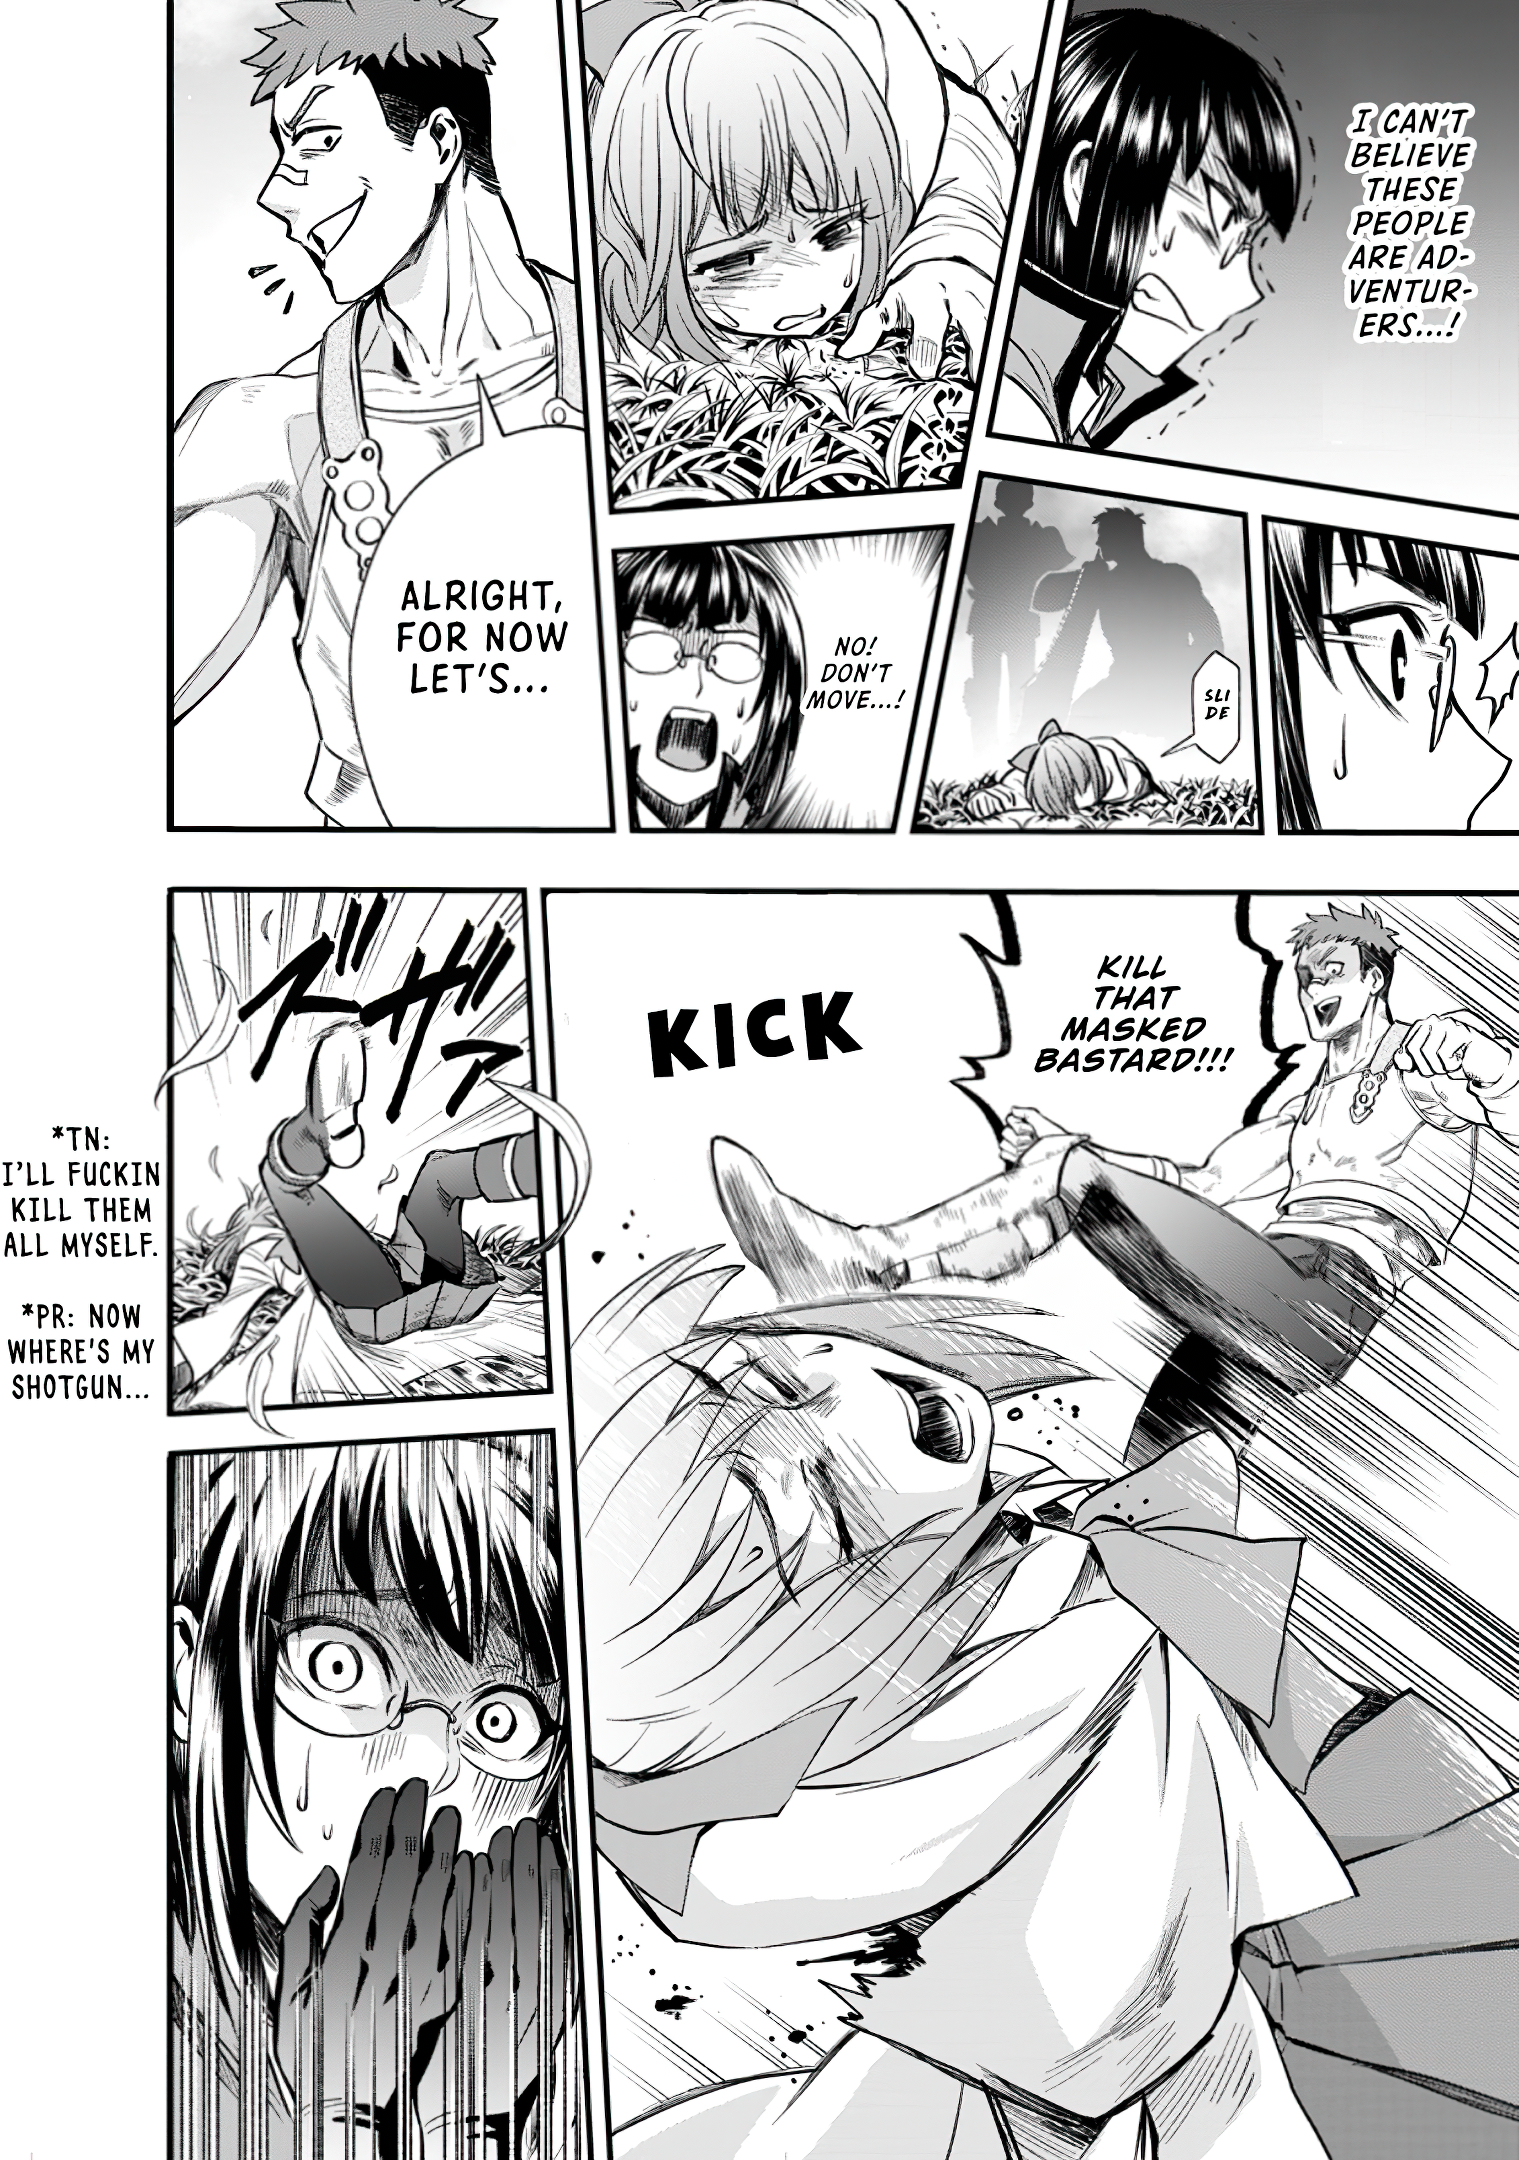 I CAN'T
BELIEVE
THESE
PEOPLE
ARE AD-
VENTUR-
ERS...!
SLI
DE
NO!
DON'T
MOVE...!
ALRIGHT,
FOR NOW
LET'S...
KILL
THAT
MASKED
BASTARD!!!
KICK
ズザァ
*TN:
I'LL FUCKIN
KILL THEM
ALL MYSELF.
*PR: NOW
WHERE'S MY
SHOTGUN...